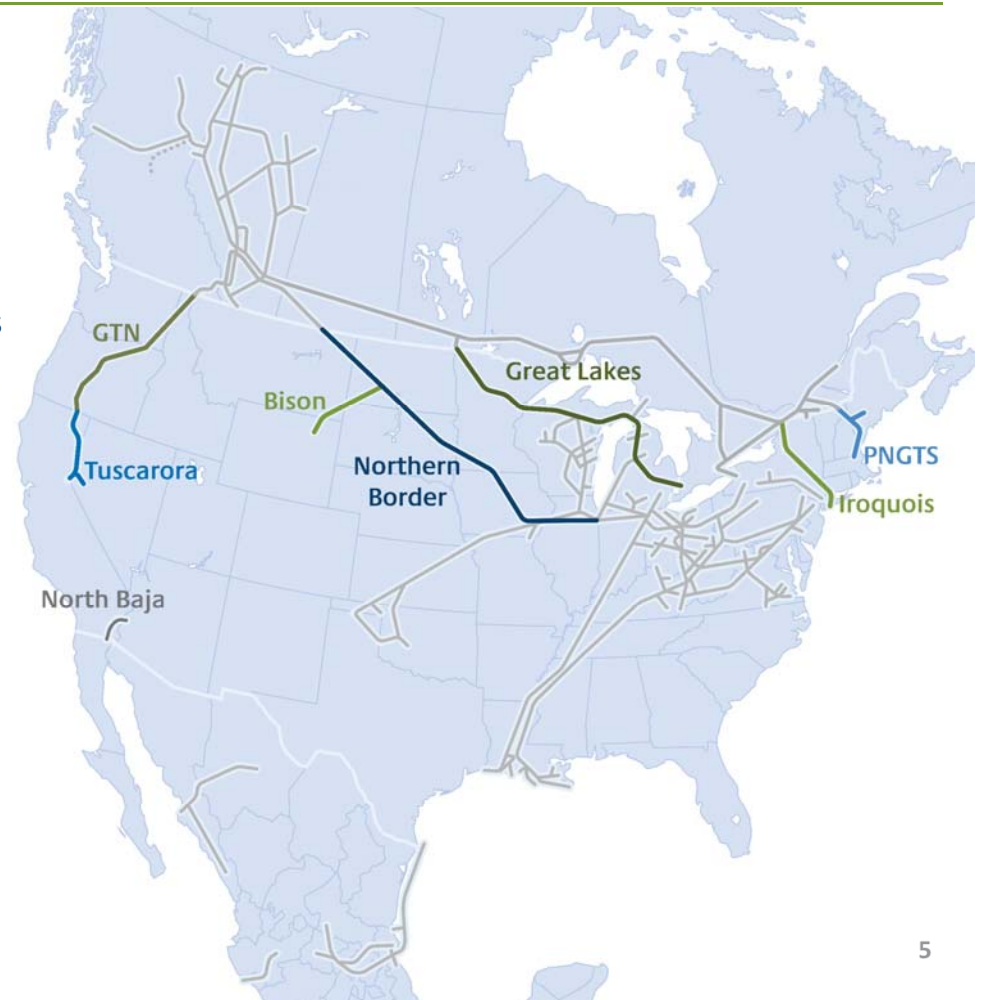 s
GTN
Great Lakes
Bison
Northern
Border
PNGTS
Tuscarora
Iroquois
North Baja
5